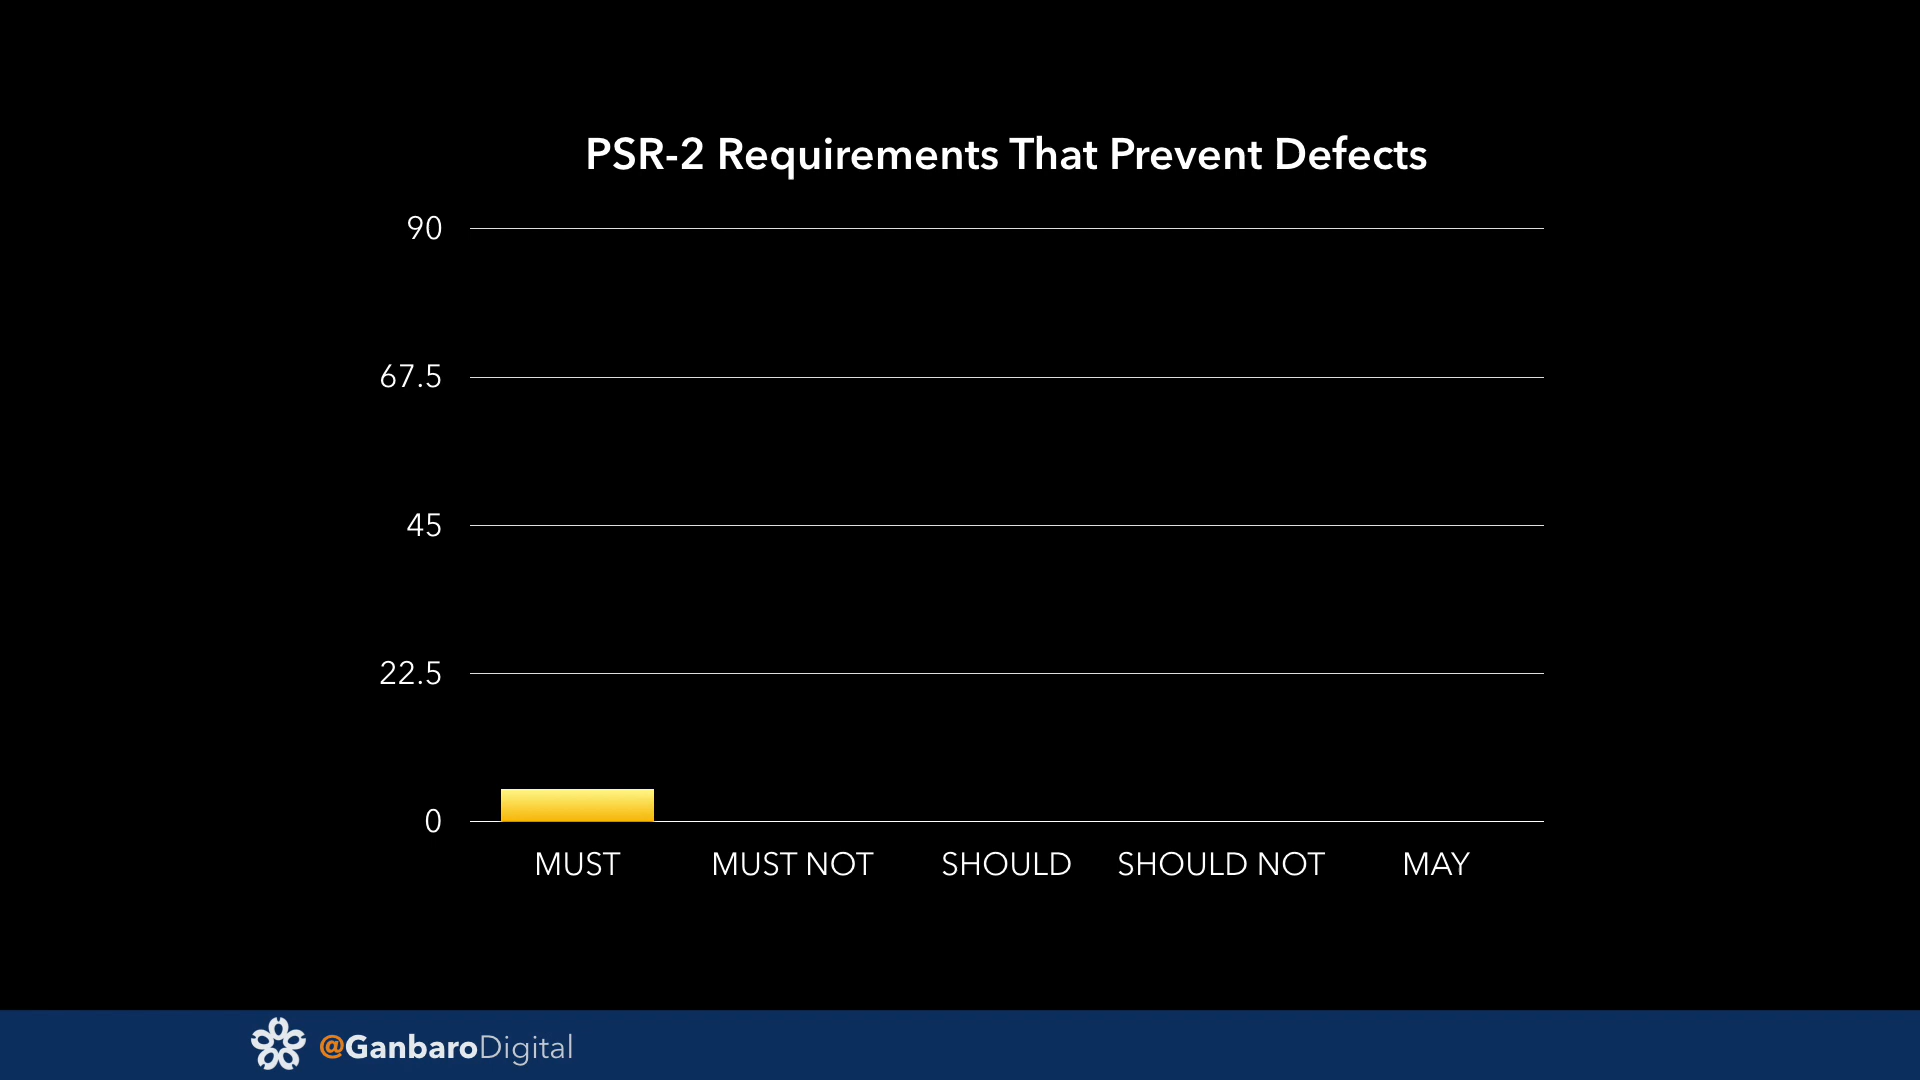 PSR-2 Requirements That Prevent Defects
90
67.5
45
22.5
0
MUST MUST NOT SHOULD SHOULD NOT MAY
@GanbaroDigital